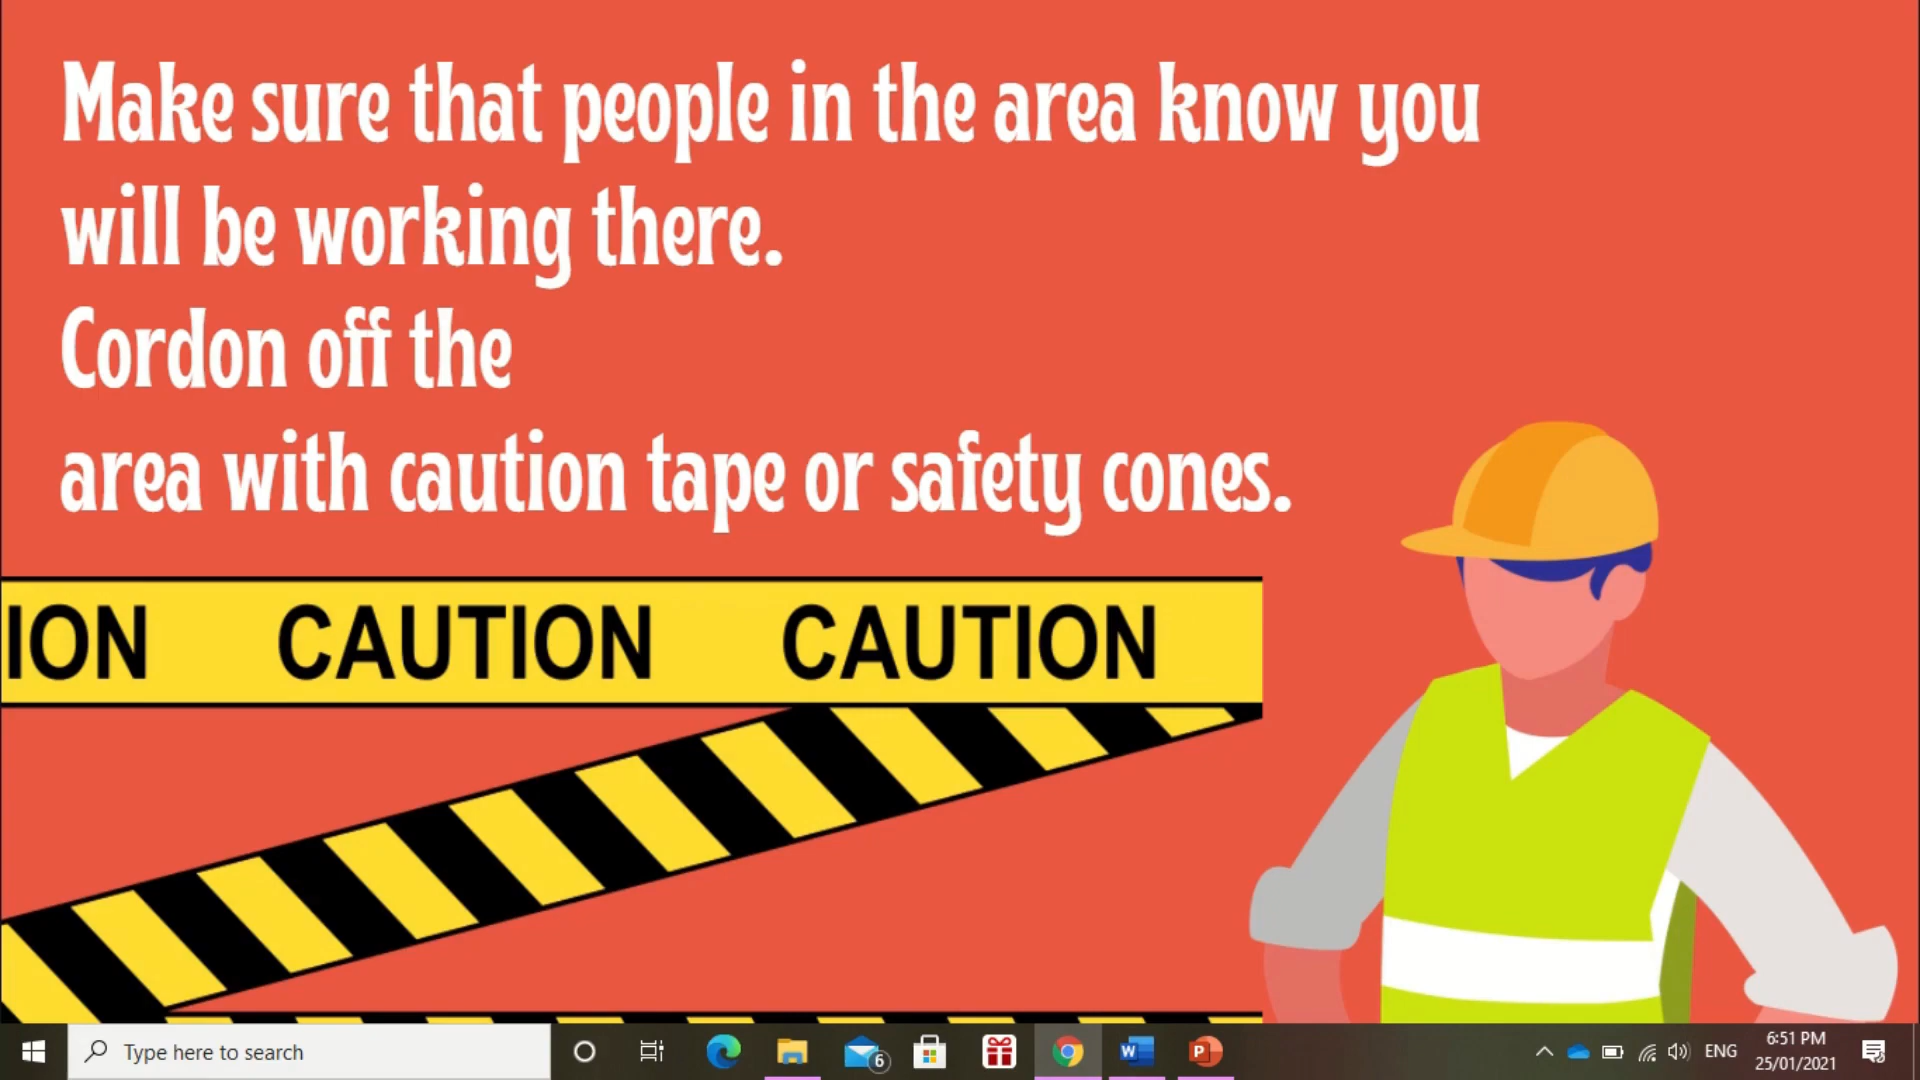 Make sure that people in the area know you
will be working there.
Cordon off the
area with caution tape or safety cones.
ION CAUTION CAUTION
Type here to search
6
W
P
ENG
6:51 PM
25/01/2021